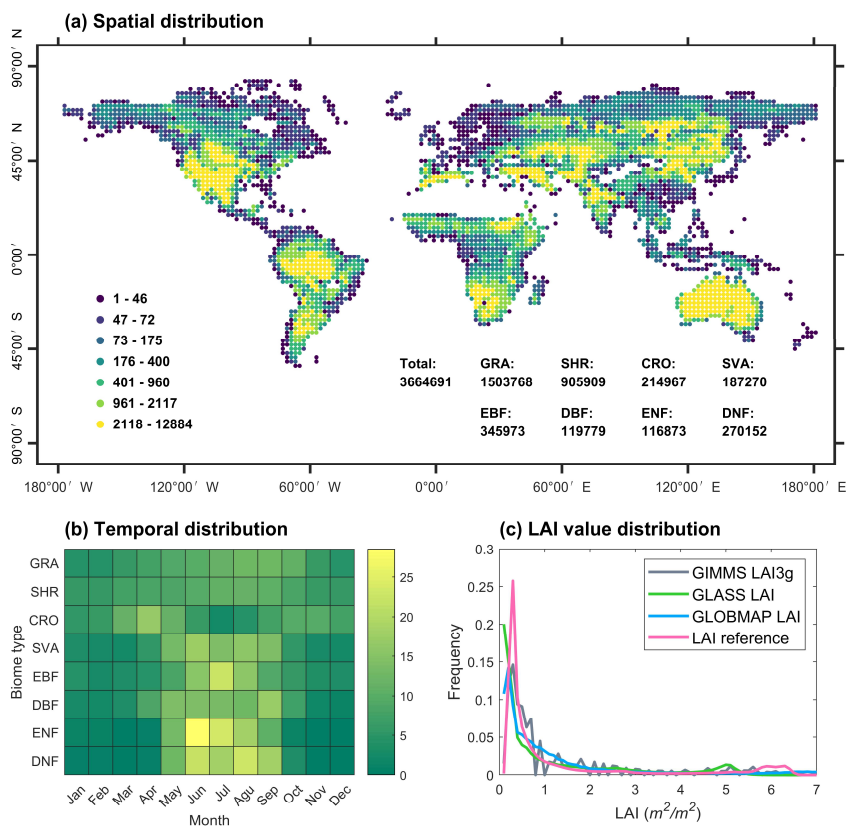 (a) Spatial distribution
90°00′ N
45°00′ N
0°00′
45°00′ S
90°00′ S
1 - 46
47 - 72
73 - 175
176 - 400
401 - 960
961 - 2117
2118 - 12884
Total: GRA: SHR: CRO: SVA:
3664691 1503768 905909 214967 187270
EBF: DBF: ENF: DNF:
345973 119779 116873 270152
180°00′ W 120°00′ W 60°00′ W 0°00′ 60°00′ E 120°00′ E 180°00′ E
(b) Temporal distribution
Biome type
GRA
SHR
CRO
SVA
EBF
DBF
ENF
DNF
Jan Feb Mar Apr May Jun Jul Agu Sep Oct Nov Dec
Month
25
20
15
10
5
0
(c) LAI value distribution
Frequency
0.3
0.25
0.2
0.15
0.1
0.05
0
GIMMS LAI3g
GLASS LAI
GLOBMAP LAI
LAI reference
0 1 2 3 4 5 6 7
LAI (m²/m²)